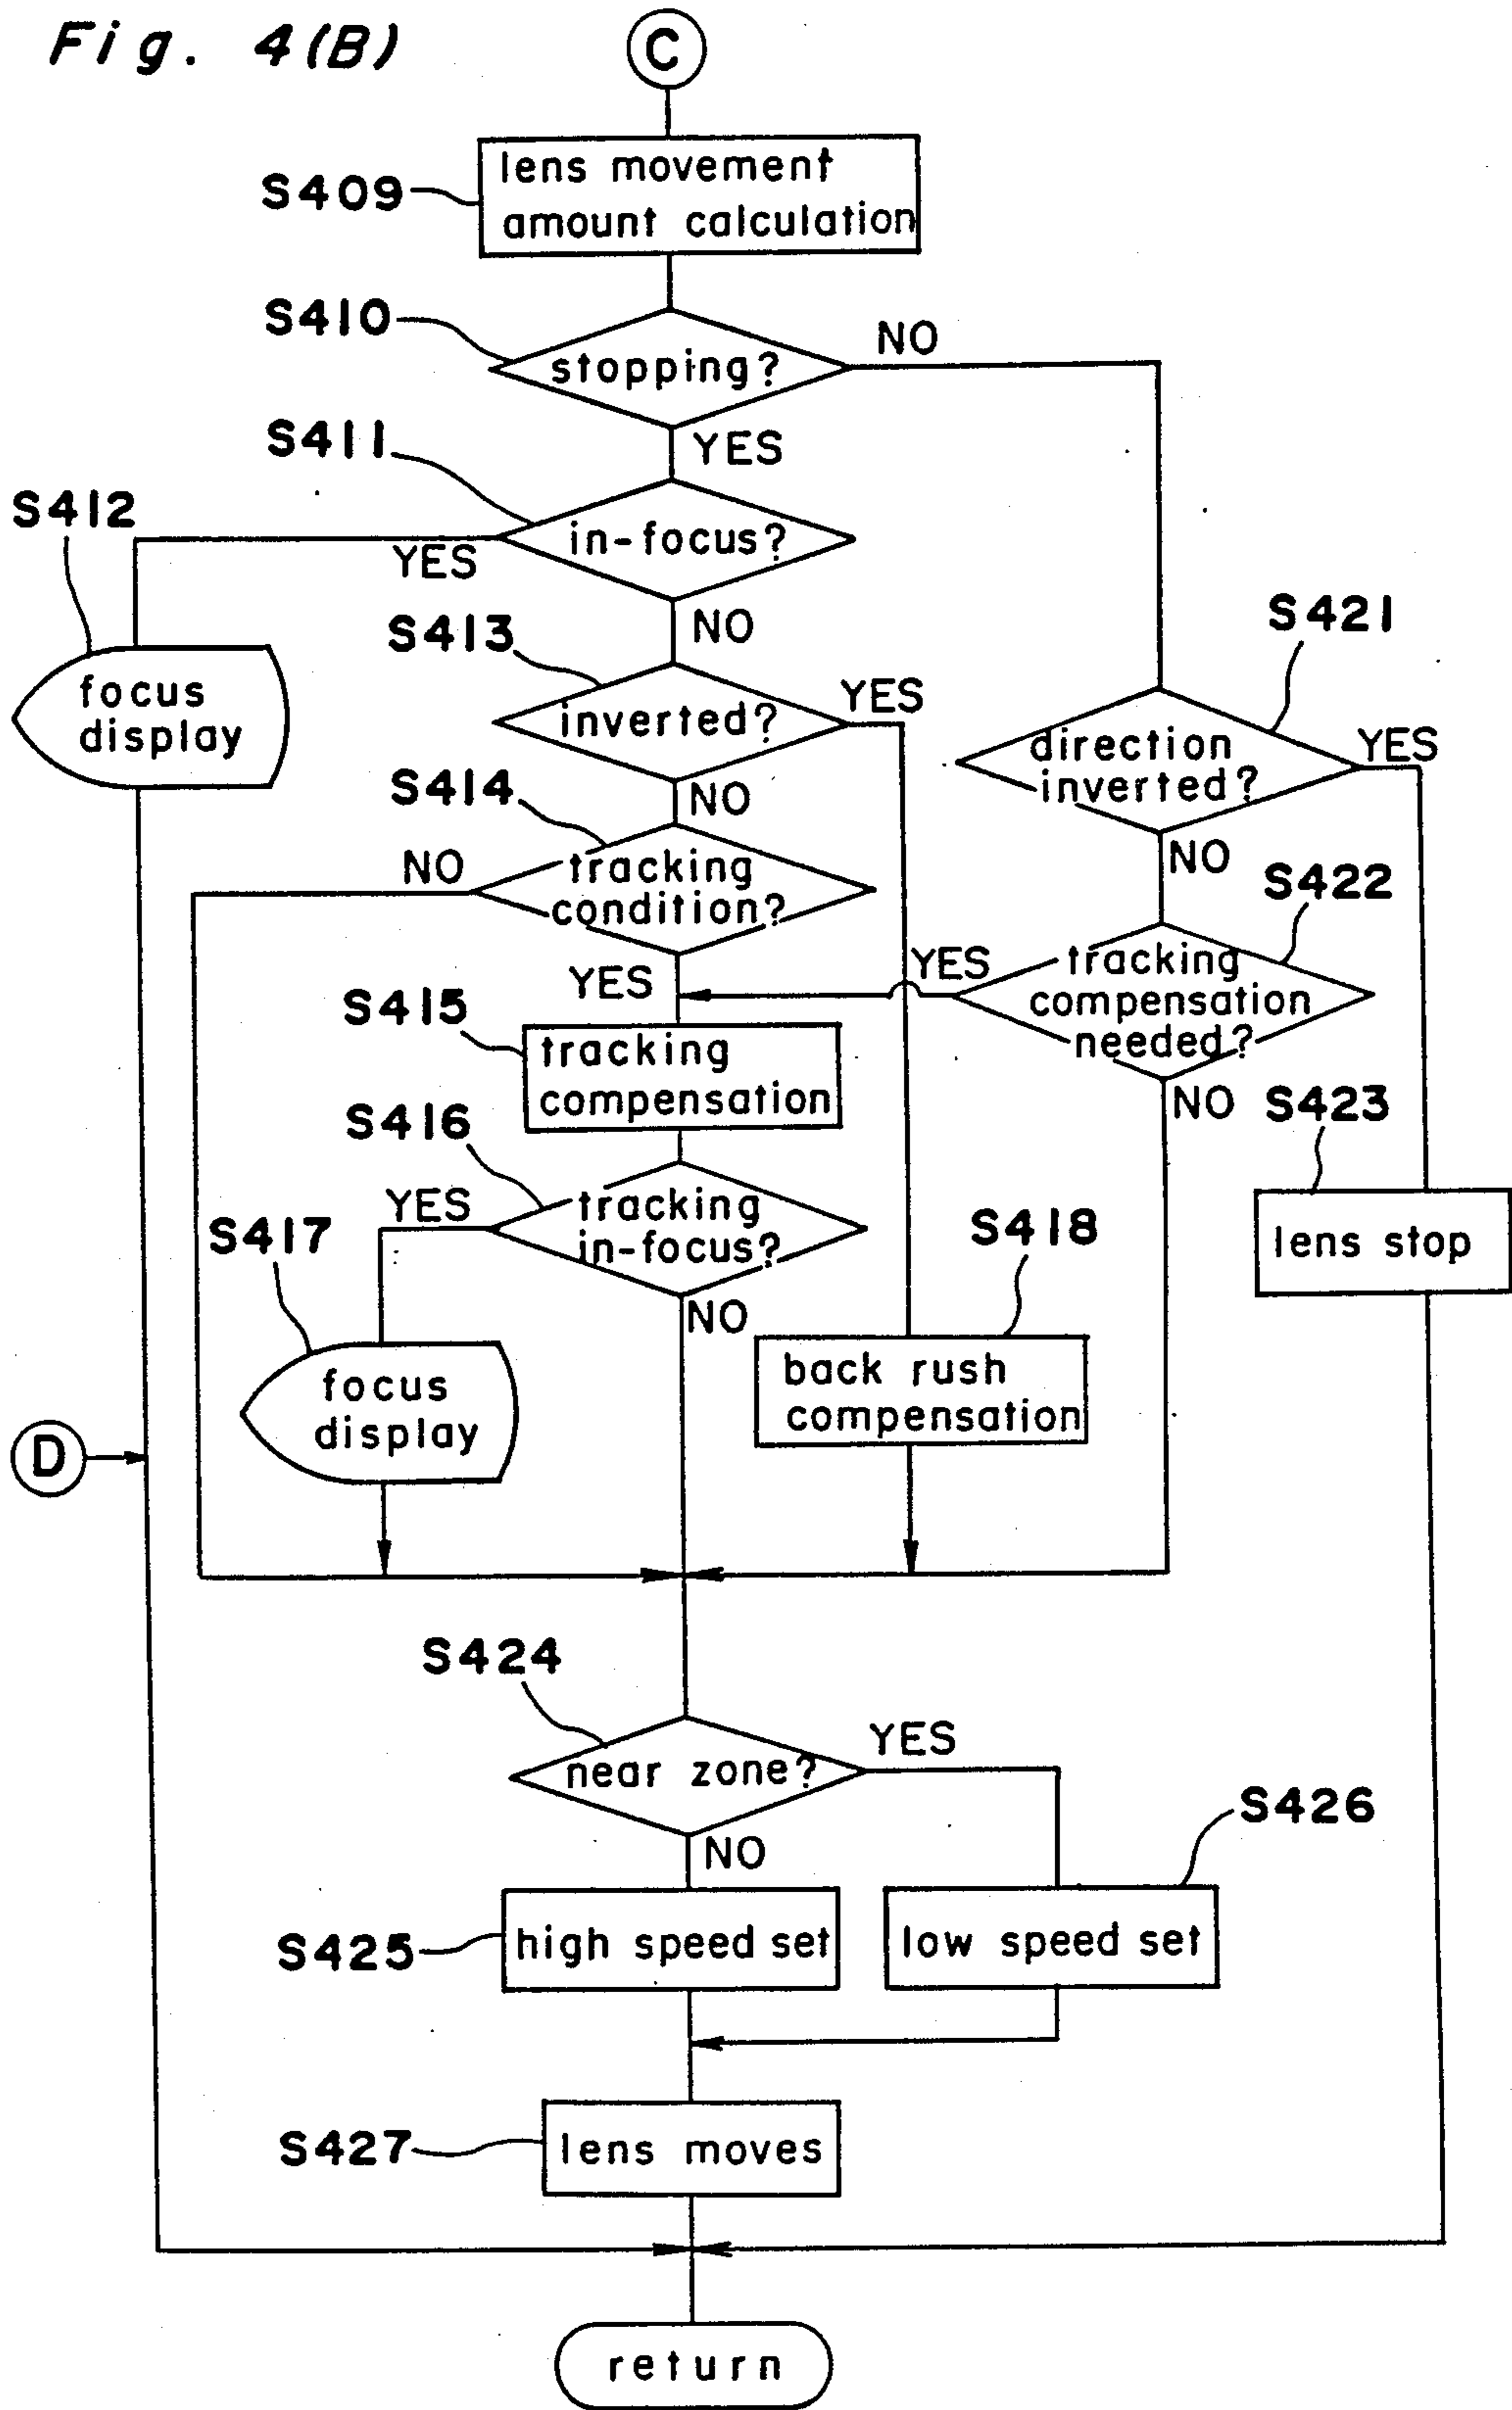 Fig. 4(B)
C
S409
lens movement
amount calculation
S410
stopping?
NO
YES
S411
in-focus?
YES
NO
S412
focus
display
S413
inverted?
YES
NO
S421
direction
inverted?
YES
NO
S414
tracking
condition?
NO
YES
S422
tracking
compensation
needed?
YES
NO
S415
tracking
compensation
S423
lens stop
S416
tracking
in-focus?
YES
NO
S417
focus
display
S418
back rush
compensation
D
S424
near zone?
YES
NO
S425
high speed set
S426
low speed set
S427
lens moves
return